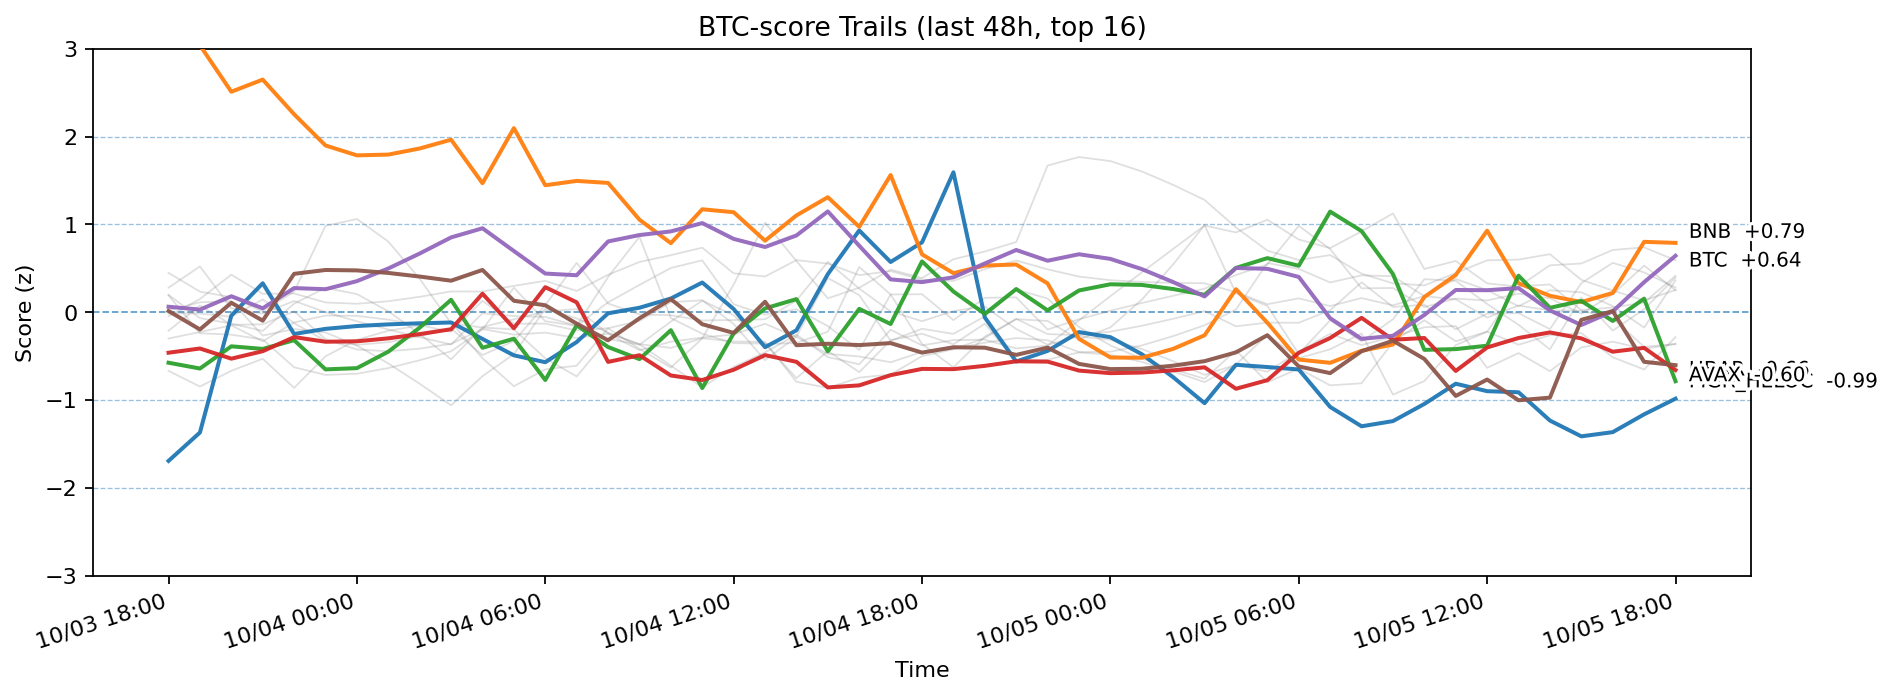 BTC-score Trails (last 48h, top 16)
Score (z)
3
2
1
0
−1
−2
−3
BNB +0.79
BTC +0.64
AVAX -0.60
-0.99
10/03 18:00
10/04 00:00
10/04 06:00
10/04 12:00
10/04 18:00
10/05 00:00
10/05 06:00
10/05 12:00
10/05 18:00
Time